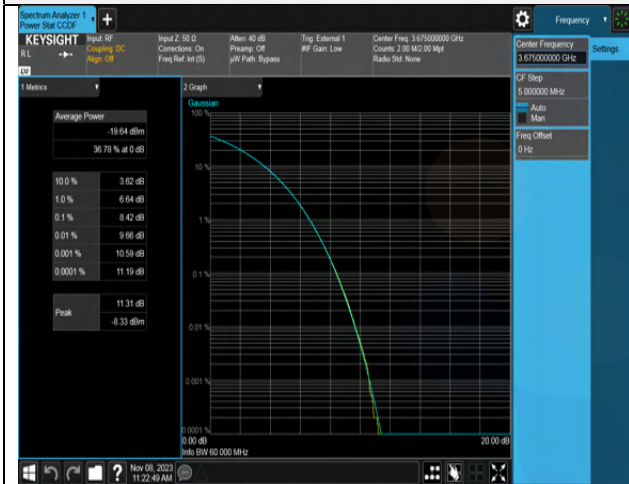 Spectrum Analyzer 1
Power Stat CCDF
Frequency
KEYSIGHT
R L
Input: RF
Coupling: DC
Align: Off
Input Z: 50 Ω
Corrections: On
Freq Ref: Int (S)
Atten: 40 dB
Preamp: Off
µW Path: Bypass
Trig: External 1
#IF Gain: Low
Center Freq: 3.675000000 GHz
Counts: 2.00 M/2.00 Mpt
Radio Std: None
LXI
1 Metrics
Average Power
-19.64 dBm
36.78 % at 0 dB
10.0 % 3.62 dB
1.0 % 6.64 dB
0.1 % 8.42 dB
0.01 % 9.66 dB
0.001 % 10.59 dB
0.0001 % 11.19 dB
Peak
11.31 dB
-8.33 dBm
2 Graph
Gaussian
100 %
10 %
1 %
0.1 %
0.01 %
0.001 %
0.0001 %
0.00 dB
20.00 dB
Info BW 60.000 MHz
Center Frequency
3.675000000 GHz
Settings
CF Step
5.000000 MHz
Auto
Man
Freq Offset
0 Hz
?
Nov 08, 2023
11:22:49 AM